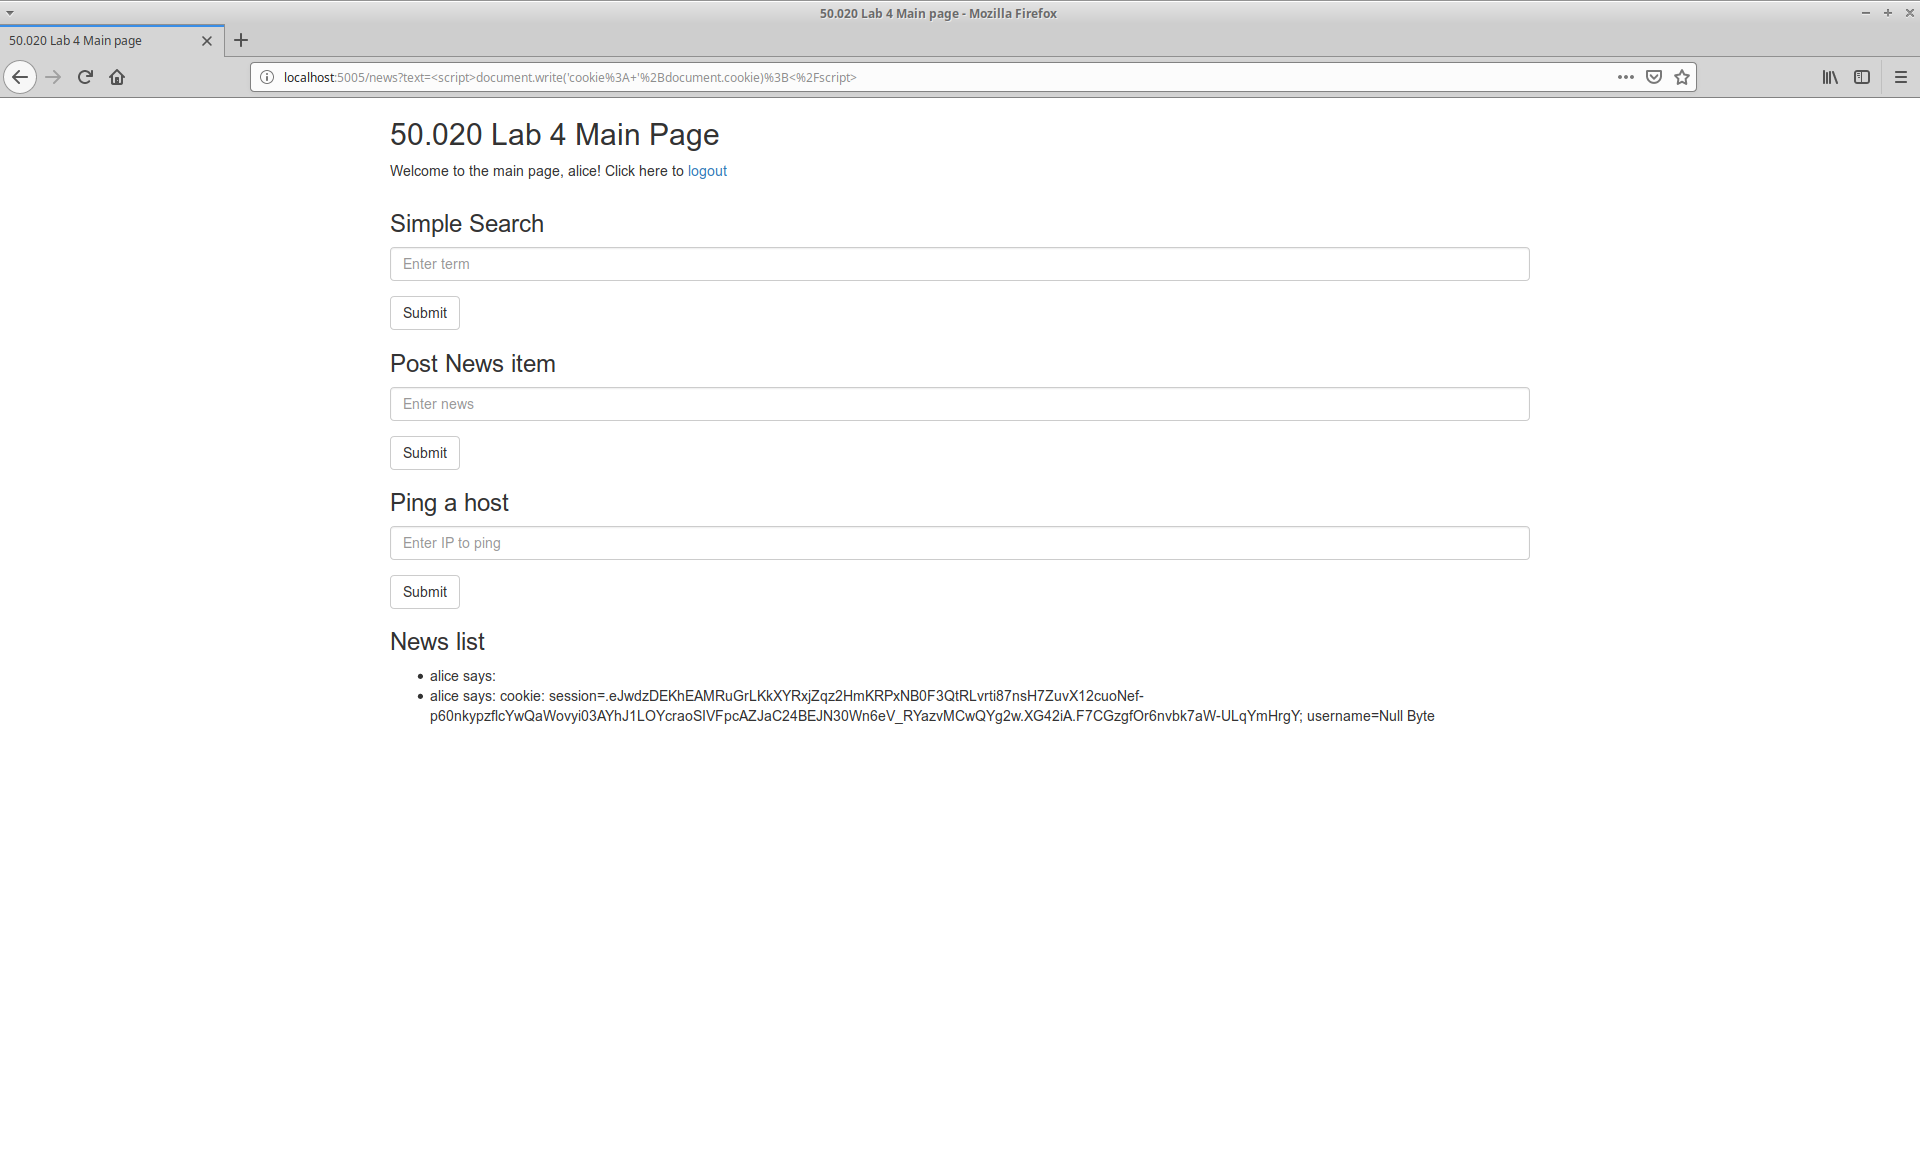 50.020 Lab 4 Main page - Mozilla Firefox
50.020 Lab 4 Main page
localhost:5005/news?text=<script>document.write('cookie%3A+'%2Bdocument.cookie)%3B<%2Fscript>
50.020 Lab 4 Main Page
Welcome to the main page, alice! Click here to logout
Simple Search
Enter term
Submit
Post News item
Enter news
Submit
Ping a host
Enter IP to ping
Submit
News list
alice says:
alice says: cookie: session=.eJwdzDEKhEAMRuGrLKkXYRxjZqz2HmKRPxNB0F3QtRLvrti87nsH7ZuvX12cuoNef-
p60nkypzflcYwQaWovyi03AYhJ1LOYcraoSIVFpcAZJaC24BEJN30Wn6eV_RYazvMCwQYg2w.XG42iA.F7CGzgfOr6nvbk7aW-ULqYmHrgY; username=Null Byte